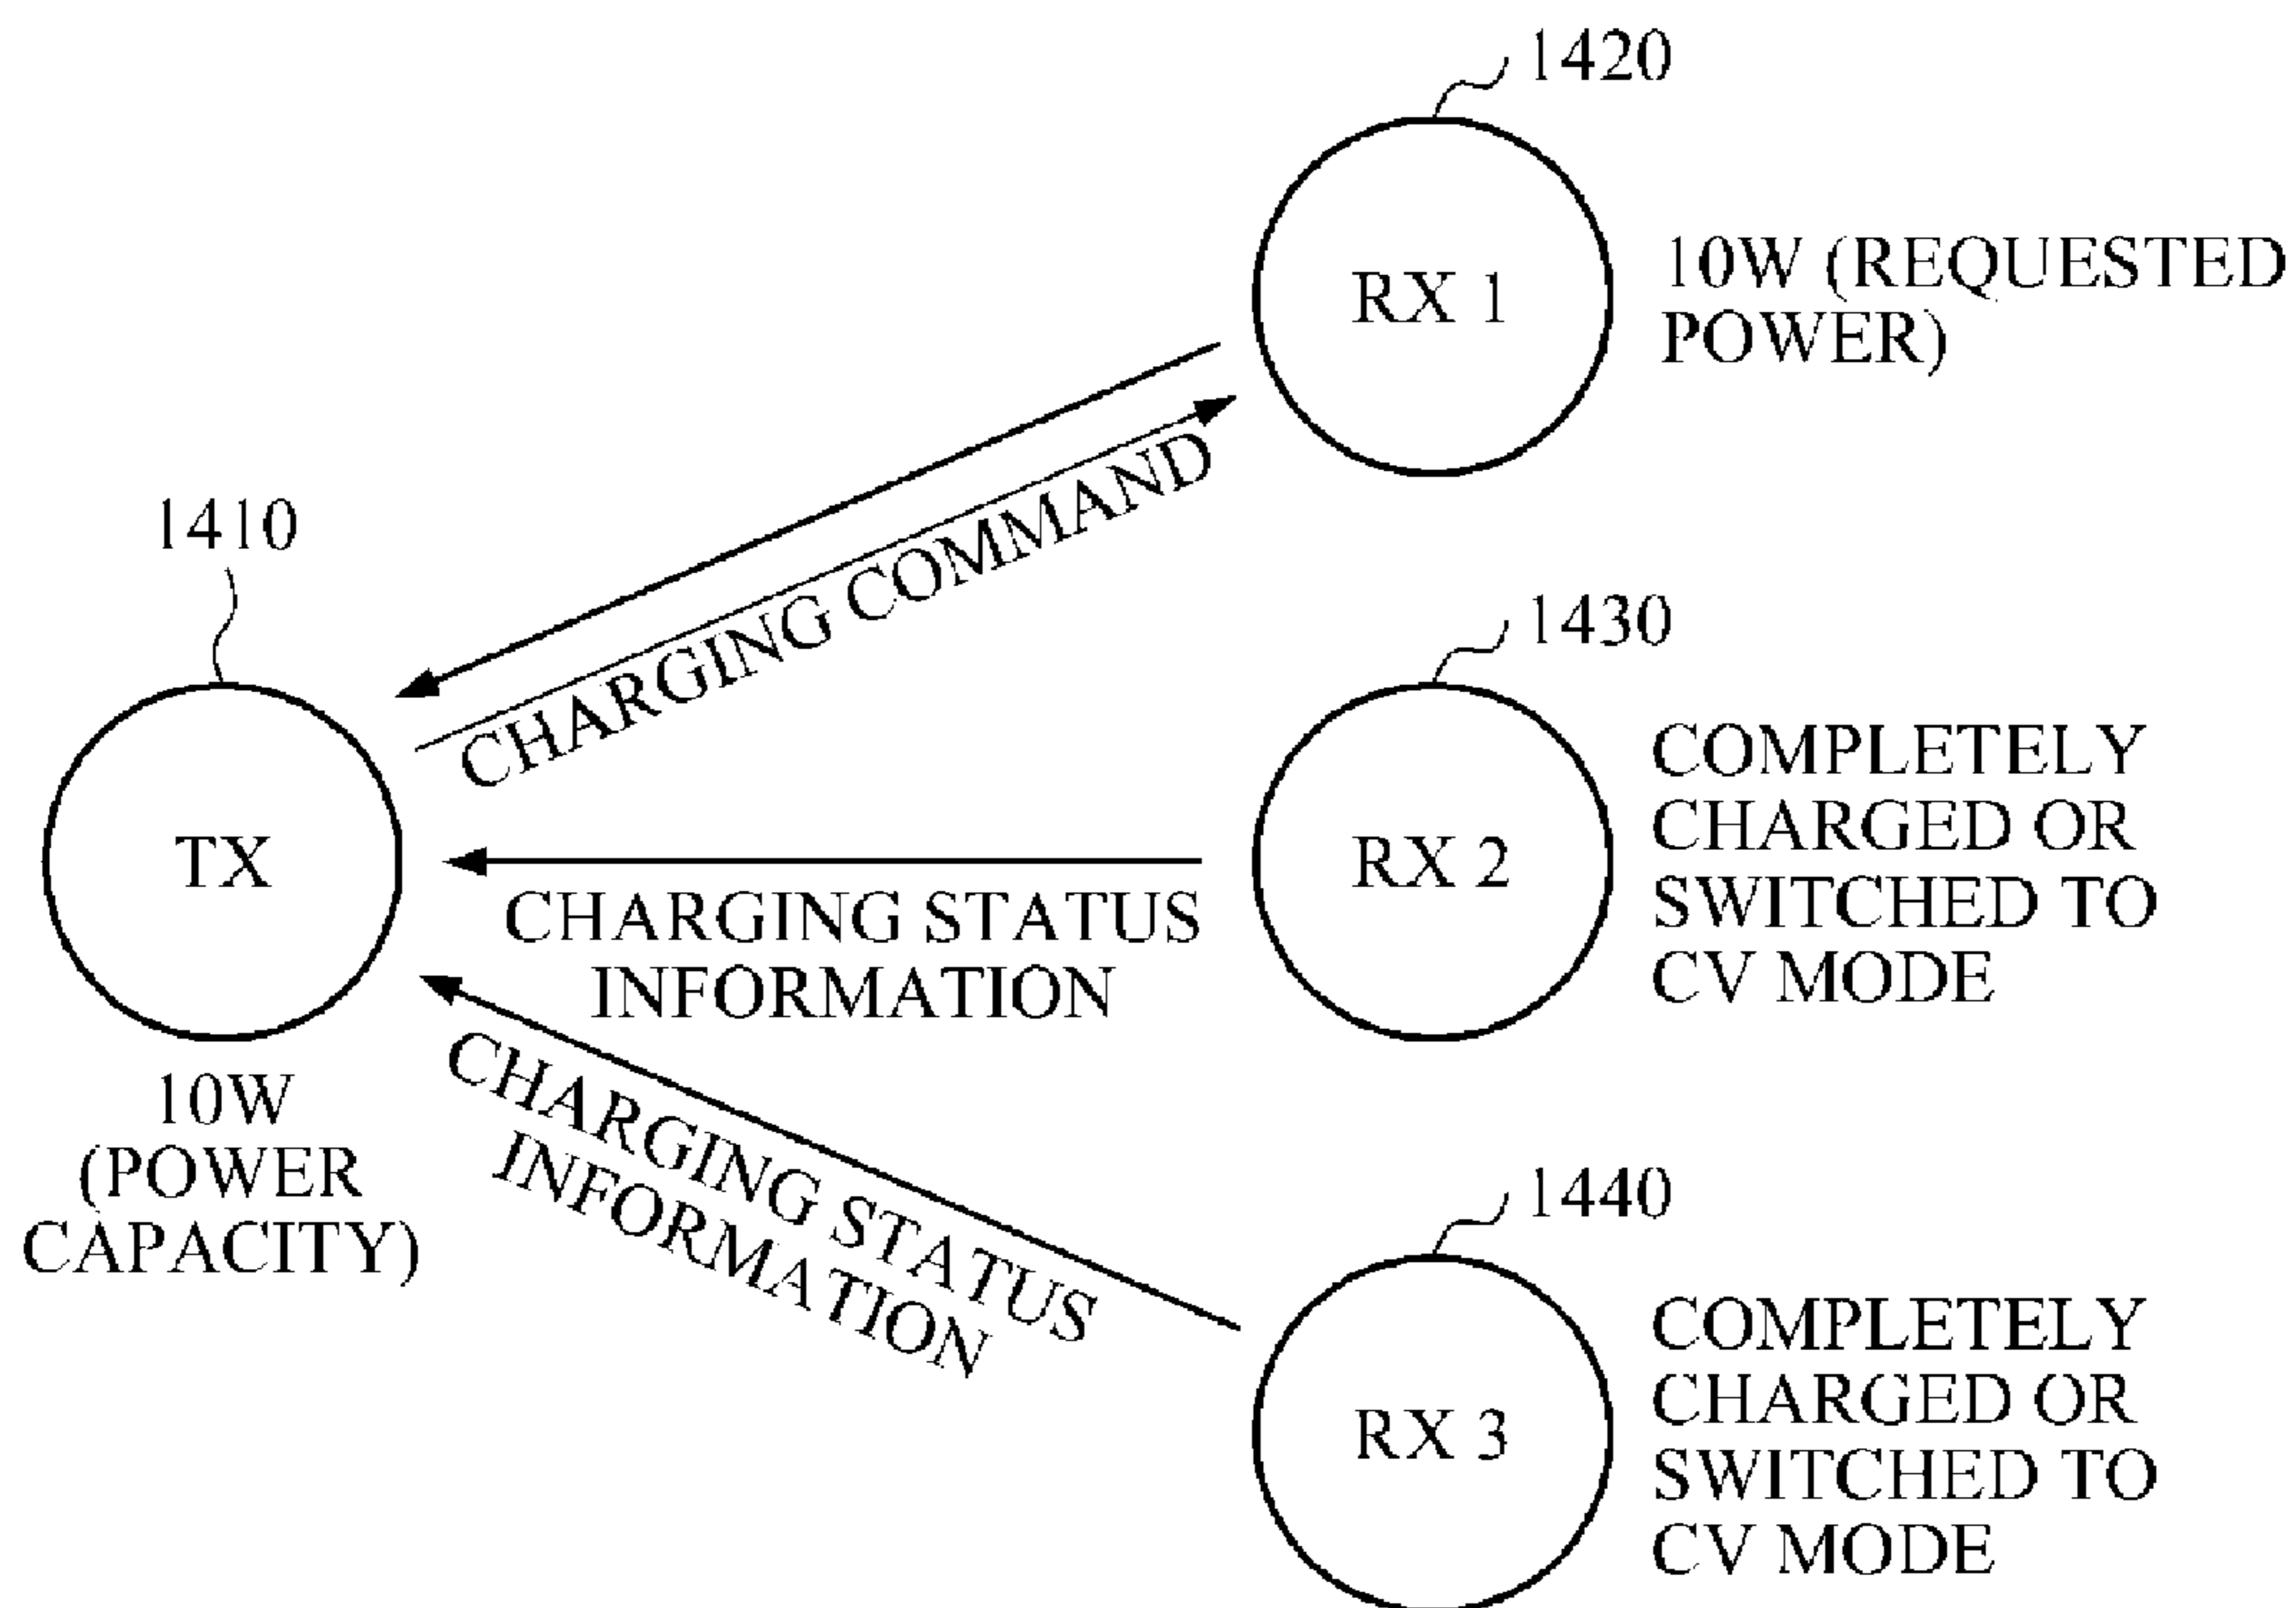 1420
RX 1
10W (REQUESTED
POWER)
CHARGING COMMAND
1410
TX
10W
(POWER
CAPACITY)
1430
RX 2
COMPLETELY
CHARGED OR
SWITCHED TO
CV MODE
CHARGING STATUS
INFORMATION
CHARGING STATUS
INFORMATION
1440
RX 3
COMPLETELY
CHARGED OR
SWITCHED TO
CV MODE